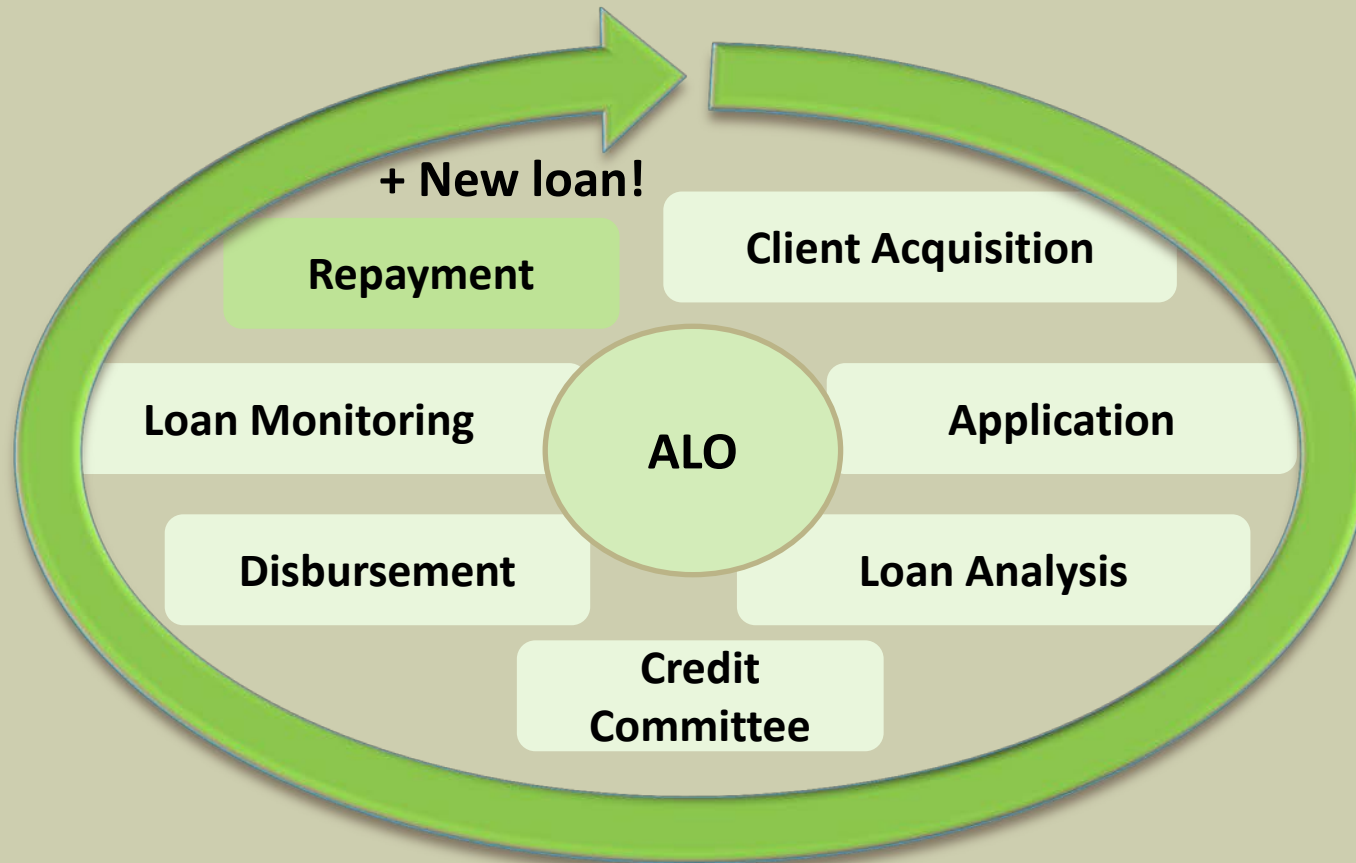 + New loan!
Client Acquisition
Repayment
Loan Monitoring
Application
ALO
Disbursement
Loan Analysis
Credit
Committee